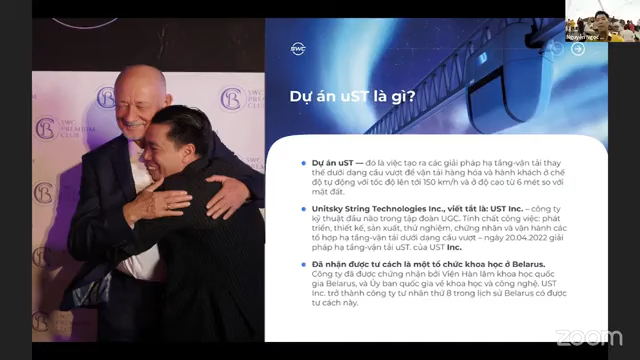 SWC
Nguyễn Ngọc ...
Dự án uST là gì?
SWC
PREMIUM
CLUB
Dự án uST — đó là việc tạo ra các giải pháp hạ tầng-vận tải thay
thế dưới dạng cầu vượt để vận tải hàng hóa và hành khách ở chế
độ tự động với tốc độ lên tới 150 km/h và ở độ cao từ 6 mét so với
mặt đất.
Unitsky String Technologies Inc., viết tắt là: UST Inc. – công ty
kỹ thuật đầu não trong tập đoàn UGC. Tính chất công việc: phát
triển, thiết kế, sản xuất, thử nghiệm, chứng nhận và vận hành các
tổ hợp hạ tầng-vận tải dưới dạng cầu vượt – ngày 20.04.2022 giải
pháp hạ tầng-vận tải uST. của UST Inc.
Đã nhận được tư cách là một tổ chức khoa học ở Belarus.
Công ty đã được chứng nhận bởi Viện Hàn lâm khoa học quốc
gia Belarus, và Ủy ban quốc gia về khoa học và công nghệ. UST
Inc. trở thành công ty tư nhân thứ 8 trong lịch sử Belarus có được
tư cách này.
zoom